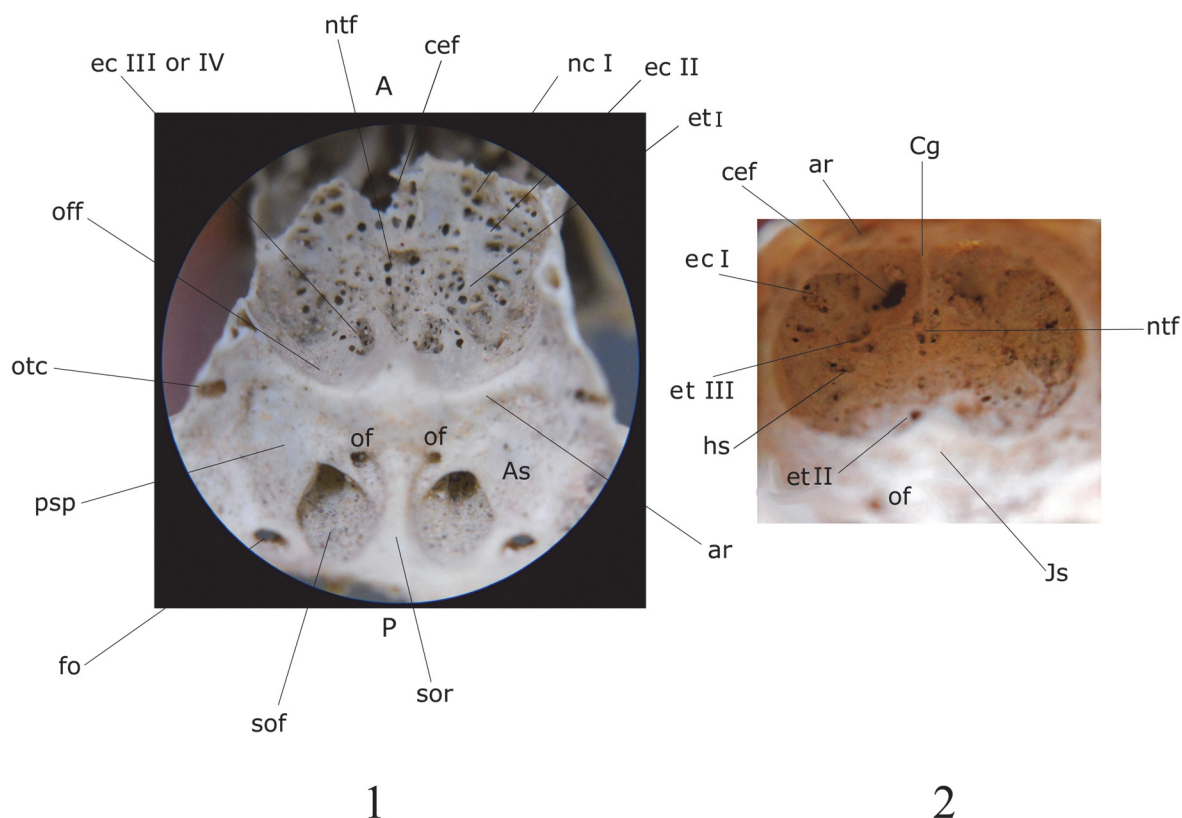 ntf
cef
ec III or IV
A
nc I
ec II
et I
off
otc
psp
fo
sof
P
sor
ar
of
of
As
Cg
ar
cef
ec I
ntf
et III
hs
et II
of
Js
1
2